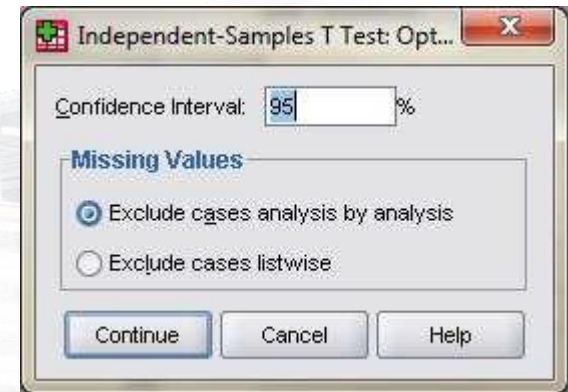 Independent-Samples T Test: Opt...
Confidence Interval: 95 %
Missing Values
Exclude cases analysis by analysis
Exclude cases listwise
Continue Cancel Help